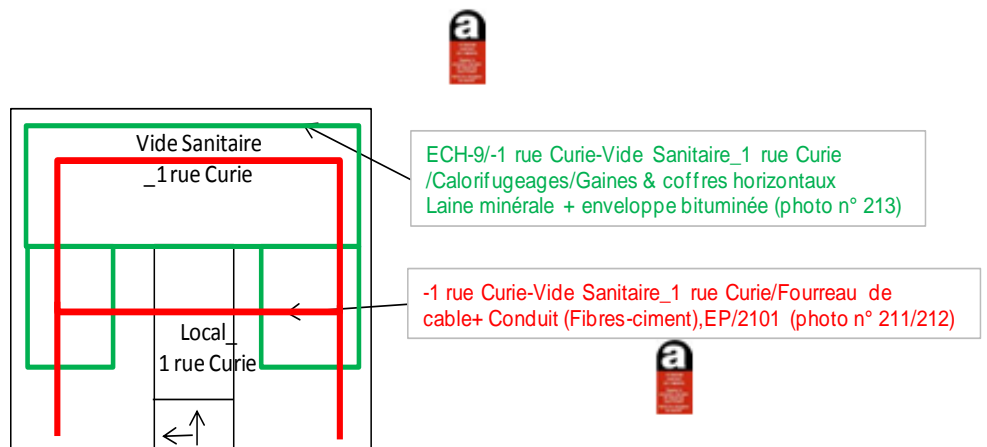 a
Vide Sanitaire
_1 rue Curie
ECH-9/-1 rue Curie-Vide Sanitaire_1 rue Curie
/Calorifugeages/Gaines & coffres horizontaux
Laine minérale + enveloppe bituminée (photo n° 213)
-1 rue Curie-Vide Sanitaire_1 rue Curie/Fourreau de
cable+ Conduit (Fibres-ciment),EP/2101 (photo n° 211/212)
Local_
1 rue Curie
a